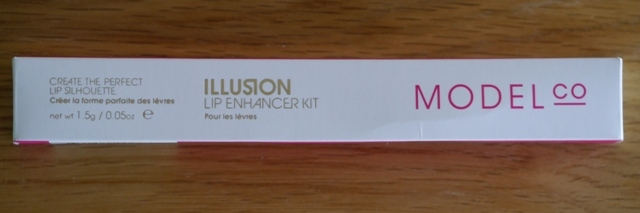 CREATE THE PERFECT
LIP SILHOUETTE
Créer la forme parfaite des lèvres
net wt 1.5g / 0.05oz ℮
ILLUSION
LIP ENHANCER KIT
Pour les lèvres
MODEL CO